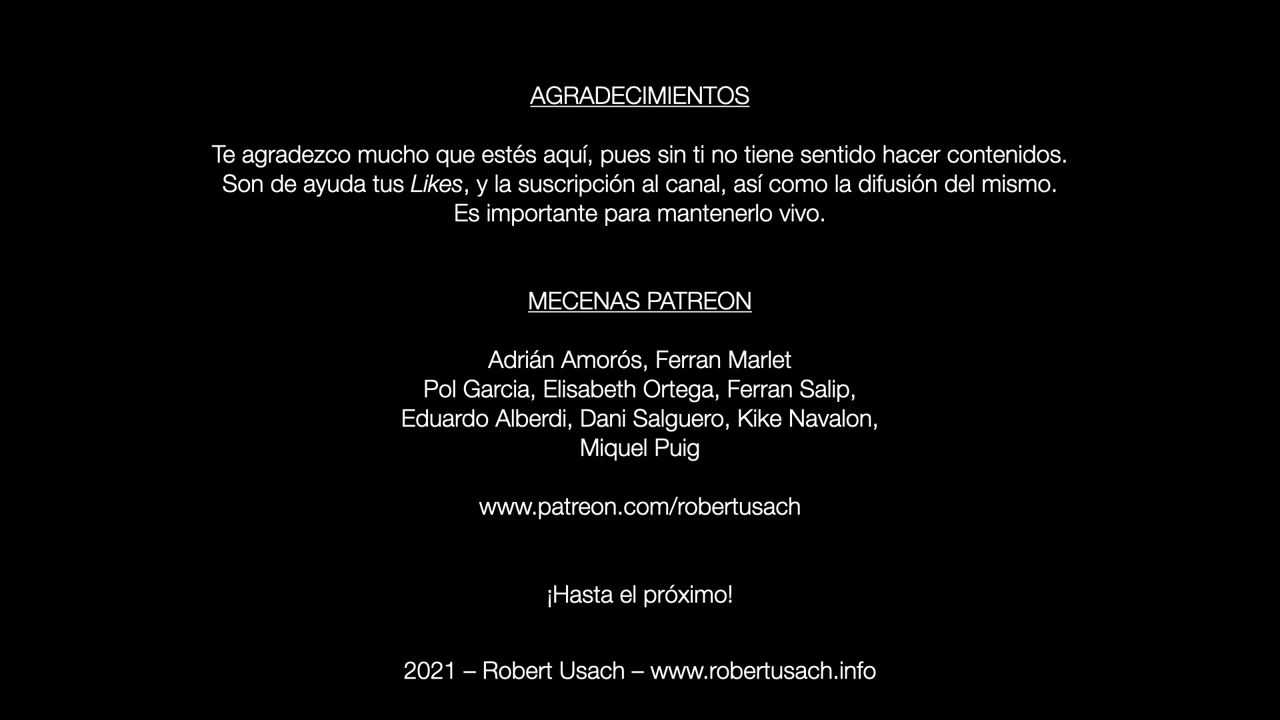 AGRADECIMIENTOS
Te agradezco mucho que estés aquí, pues sin ti no tiene sentido hacer contenidos.
Son de ayuda tus Likes, y la suscripción al canal, así como la difusión del mismo.
Es importante para mantenerlo vivo.
MECENAS PATREON
Adrián Amorós, Ferran Marlet
Pol Garcia, Elisabeth Ortega, Ferran Salip,
Eduardo Alberdi, Dani Salguero, Kike Navalon,
Miquel Puig
www.patreon.com/robertusach
¡Hasta el próximo!
2021 – Robert Usach – www.robertusach.info